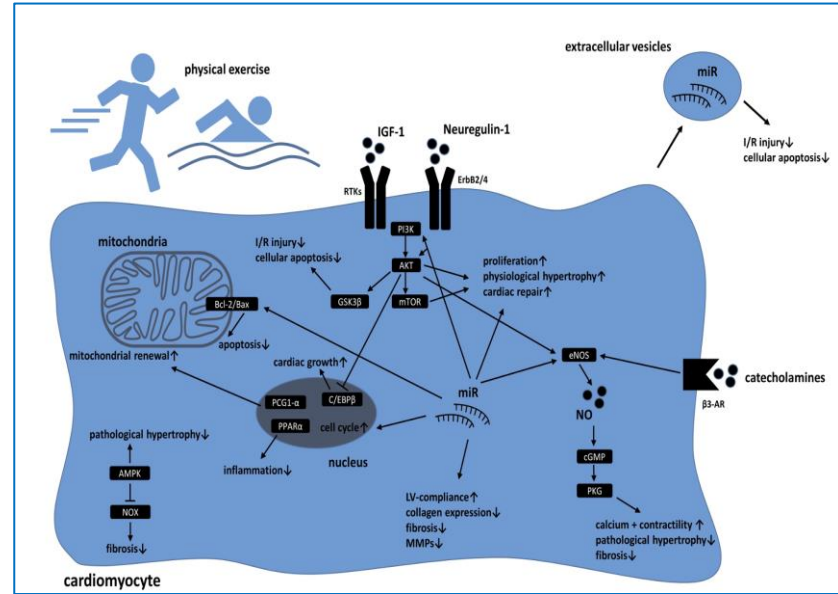 physical exercise
extracellular vesicles
miR
I/R injury↓
cellular apoptosis↓
IGF-1
Neuregulin-1
RTKs
ErbB2/4
PI3K
AKT
GSK3β
mTOR
I/R injury↓
cellular apoptosis↓
proliferation↑
physiological hypertrophy↑
cardiac repair↑
mitochondria
Bcl-2/Bax
apoptosis↓
mitochondrial renewal↑
cardiac growth↑
PCG1-α
C/EBPβ
PPARα
cell cycle↑
nucleus
inflammation↓
miR
LV-compliance↑
collagen expression↓
fibrosis↓
MMPs↓
eNOS
NO
cGMP
PKG
calcium + contractility ↑
pathological hypertrophy↓
fibrosis↓
catecholamines
β3-AR
pathological hypertrophy↓
AMPK
NOX
fibrosis↓
cardiomyocyte